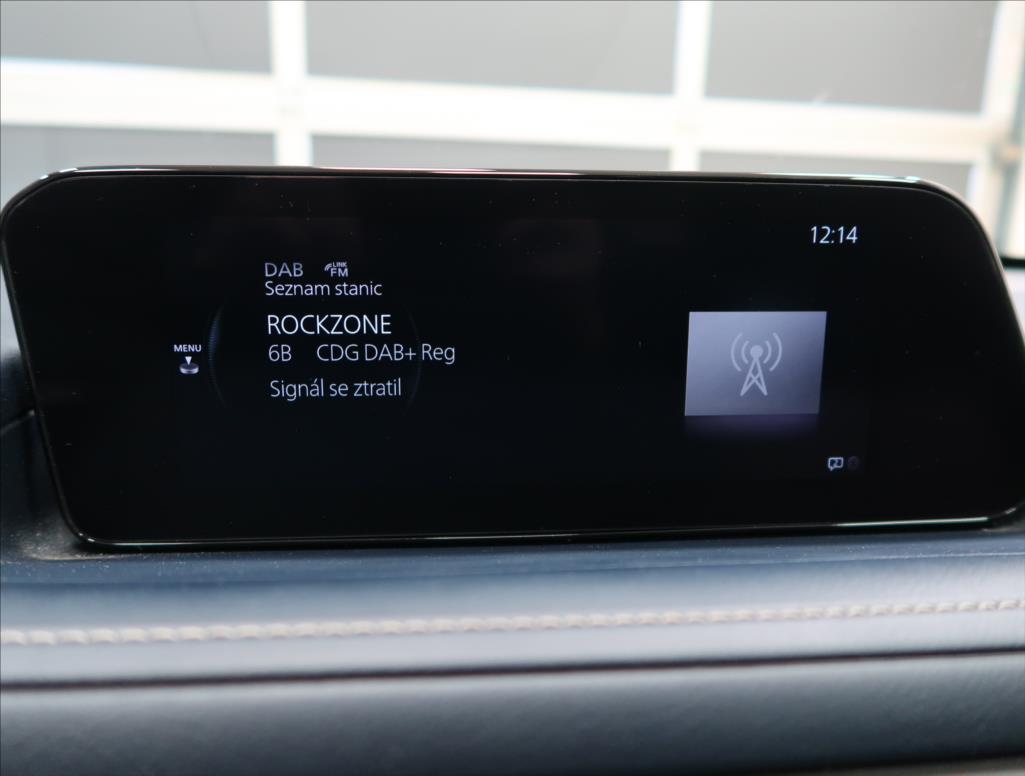 12:14
DAB LINK FM
Seznam stanic
ROCKZONE
MENU
6B CDG DAB+ Reg
Signál se ztratil